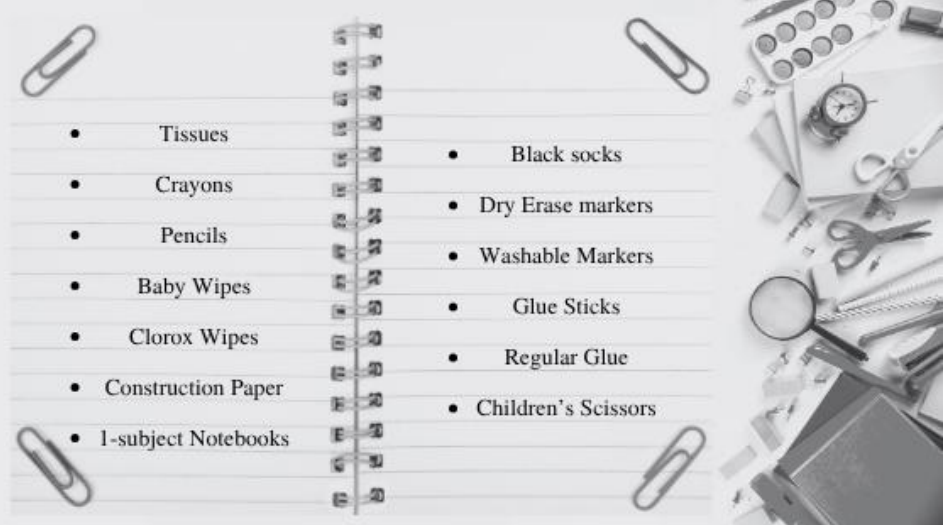 • Tissues
• Crayons
• Pencils
• Baby Wipes
• Clorox Wipes
• Construction Paper
• 1-subject Notebooks
• Black socks
• Dry Erase markers
• Washable Markers
• Glue Sticks
• Regular Glue
• Children's Scissors